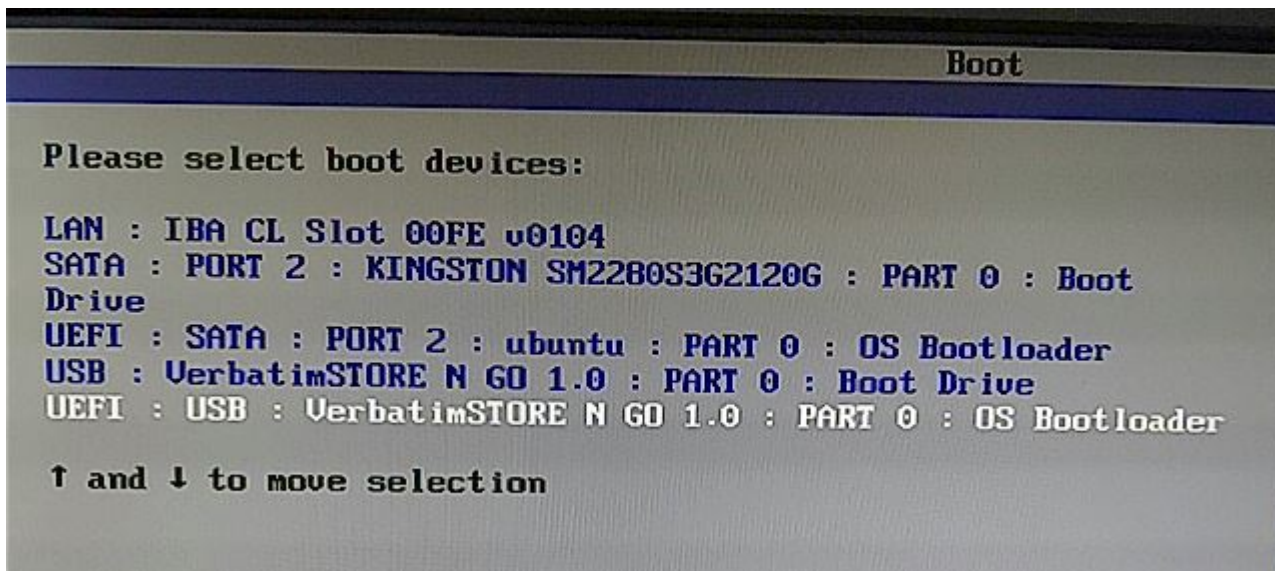 Boot
Please select boot devices:
LAN : IBA CL Slot 00FE v0104
SATA : PORT 2 : KINGSTON SM2280S3G2120G : PART 0 : Boot
Drive
UEFI : SATA : PORT 2 : ubuntu : PART 0 : OS Bootloader
USB : VerbatimSTORE N GO 1.0 : PART 0 : Boot Drive
UEFI : USB : VerbatimSTORE N GO 1.0 : PART 0 : OS Bootloader
↑ and ↓ to move selection